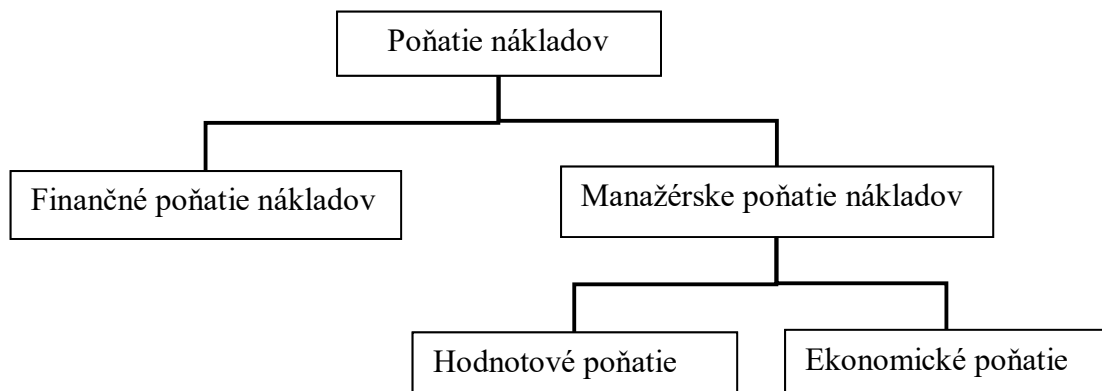 Poňatie nákladov
Finančné poňatie nákladov
Manažérske poňatie nákladov
Hodnotové poňatie
Ekonomické poňatie